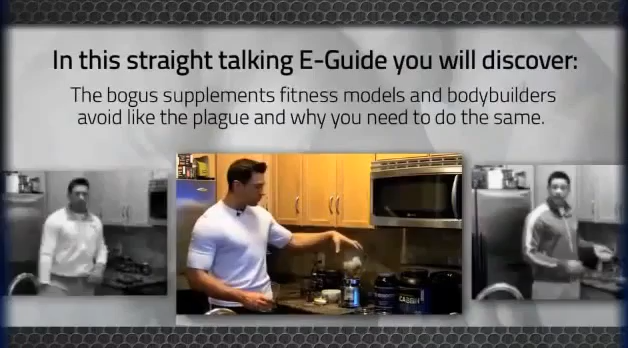 In this straight talking E-Guide you will discover:
The bogus supplements fitness models and bodybuilders
avoid like the plague and why you need to do the same.